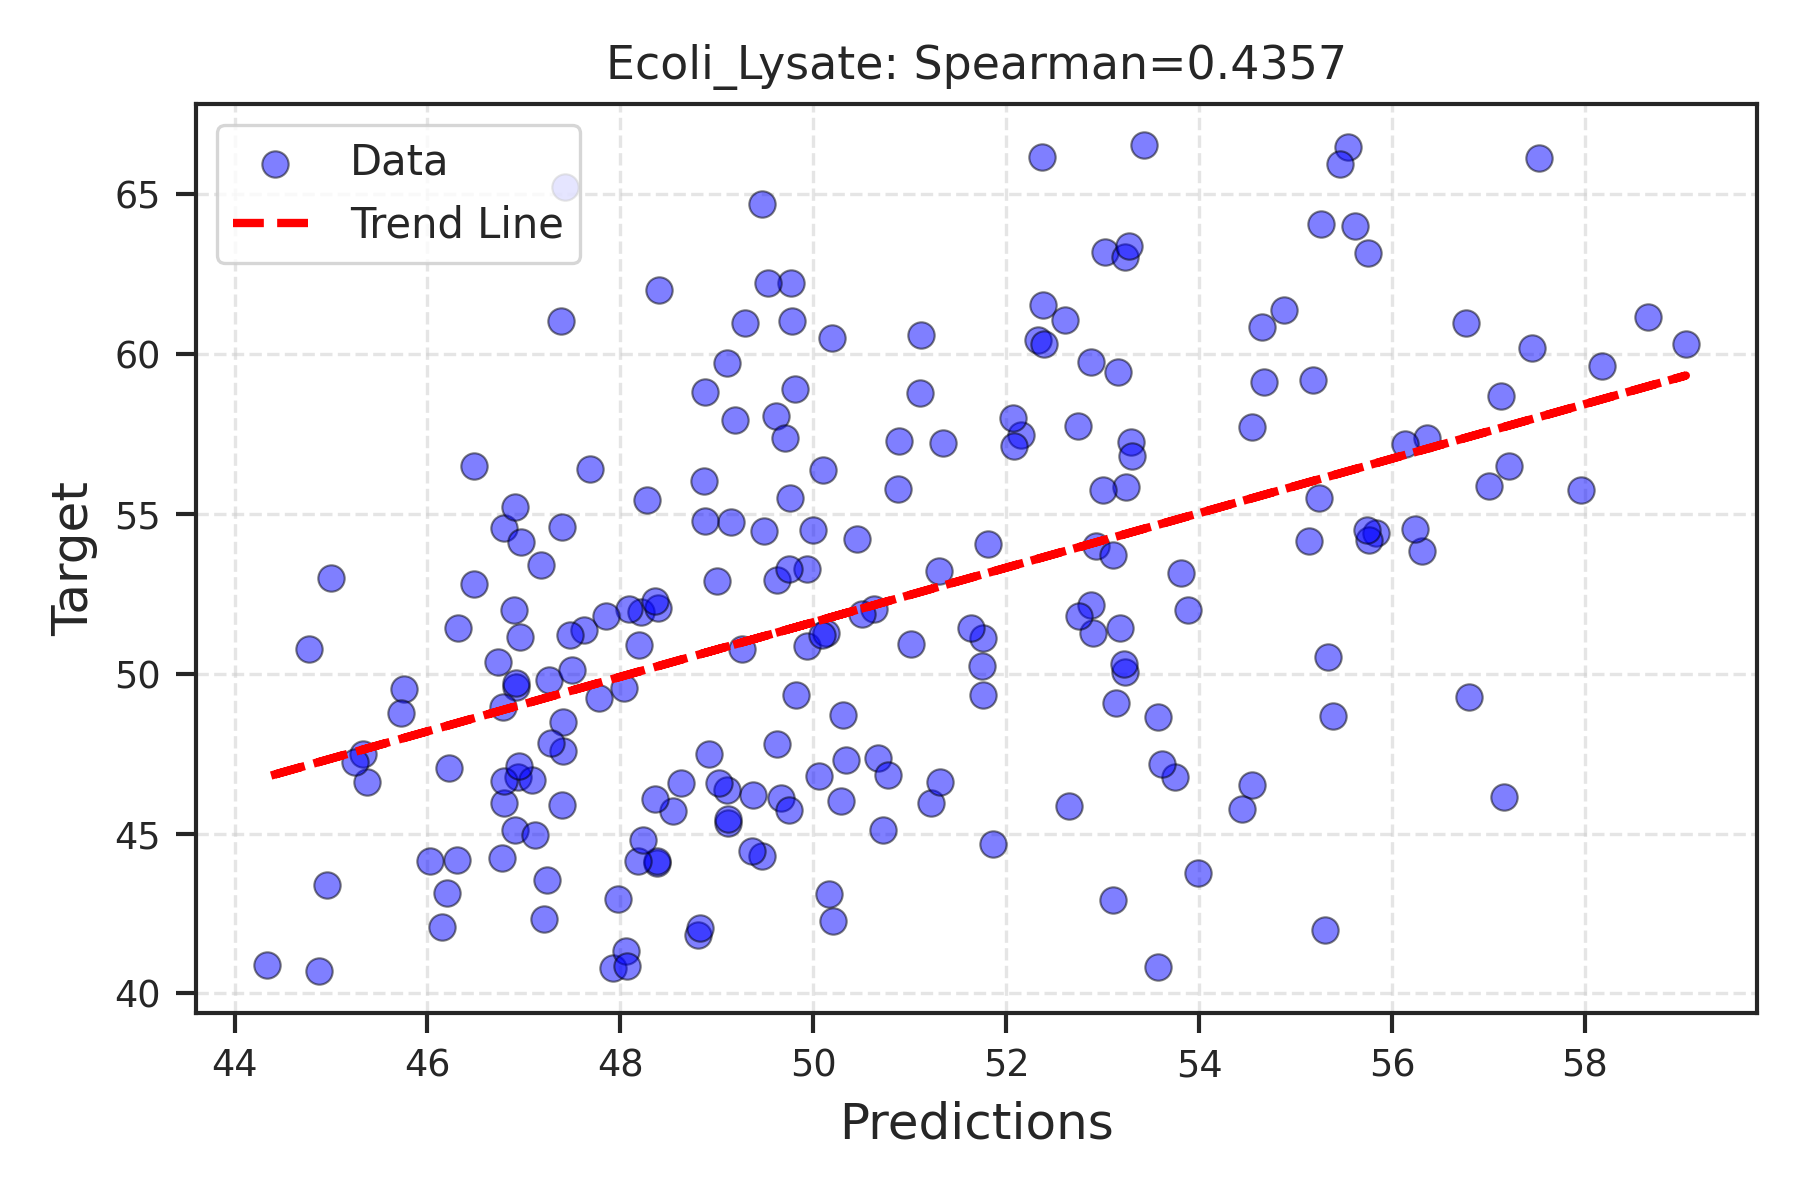 Ecoli_Lysate: Spearman=0.4357
Data
Trend Line
Target
65
60
55
50
45
40
44 46 48 50 52 54 56 58
Predictions